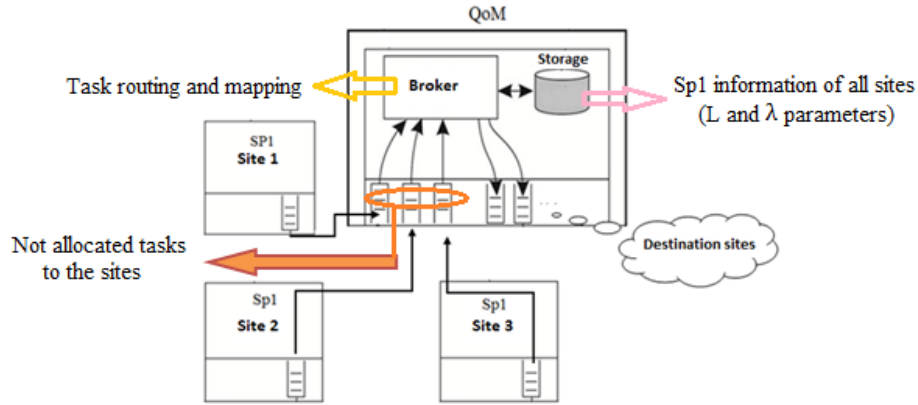 QoM
Storage
Broker
Task routing and mapping
Sp1 information of all sites
(L and λ parameters)
SP1
Site 1
...
Not allocated tasks
to the sites
Destination sites
Sp1
Site 2
Sp1
Site 3